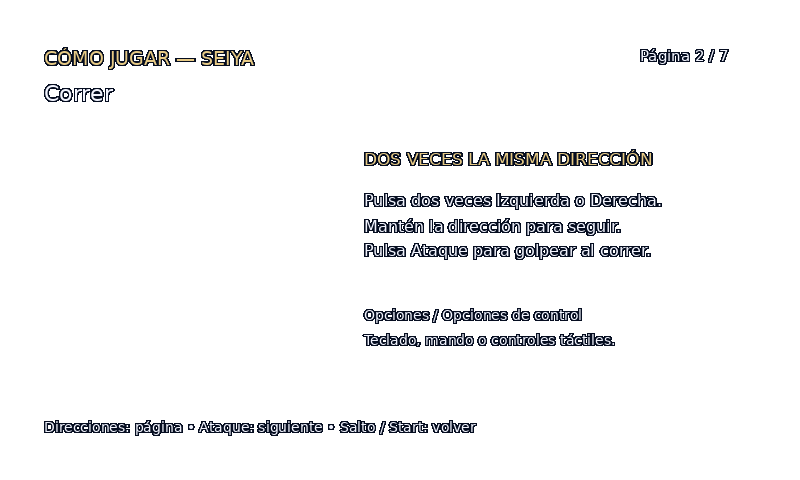 CÓMO JUGAR — SEIYA
Página 2 / 7
Correr
DOS VECES LA MISMA DIRECCIÓN
Pulsa dos veces Izquierda o Derecha.
Mantén la dirección para seguir.
Pulsa Ataque para golpear al correr.
Opciones / Opciones de control
Teclado, mando o controles táctiles.
Direcciones: página • Ataque: siguiente • Salto / Start: volver